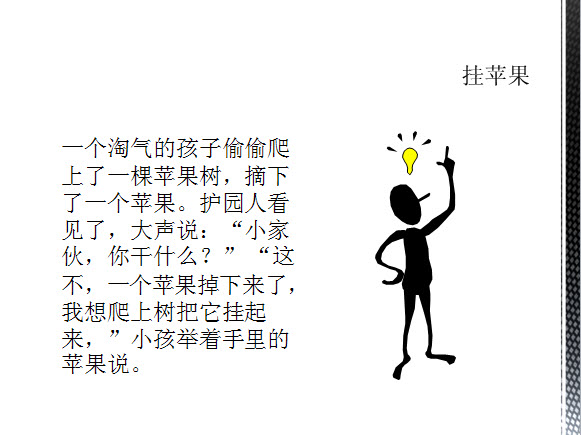 挂苹果
一个淘气的孩子偷偷爬
上了一棵苹果树，摘下
了一个苹果。护园人看
见了，大声说：“小家
伙，你干什么？”“这
不，一个苹果掉下来了，
我想爬上树把它挂起
来，”小孩举着手里的
苹果说。